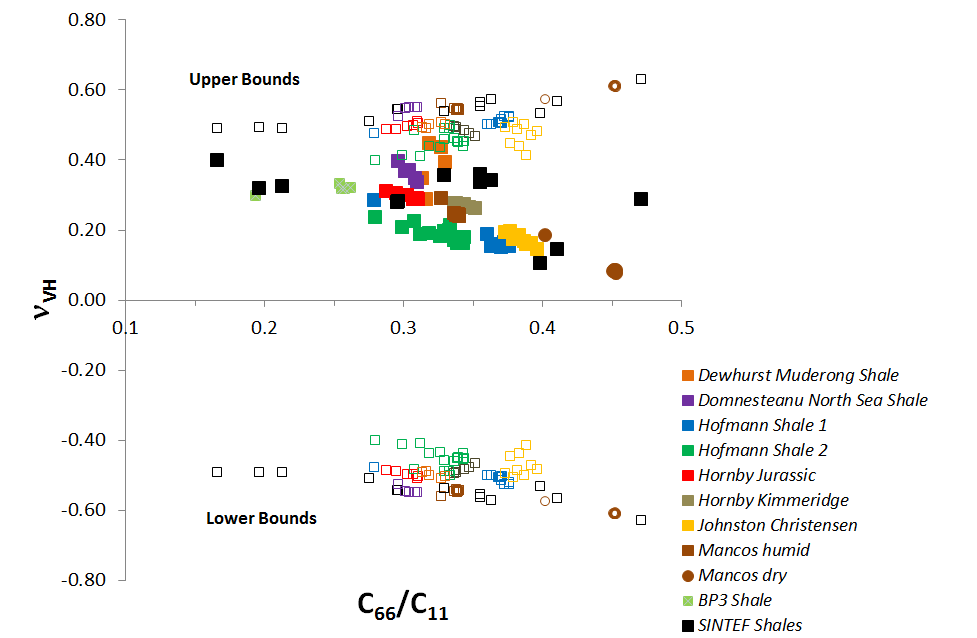 0.80
Upper Bounds
0.60
0.40
0.20
0.00
νVH
0.1 0.2 0.3 0.4 0.5
-0.20
-0.40
-0.60
-0.80
Lower Bounds
C66/C11
Dewhurst Muderong Shale
Domnesteanu North Sea Shale
Hofmann Shale 1
Hofmann Shale 2
Hornby Jurassic
Hornby Kimmeridge
Johnston Christensen
Mancos humid
Mancos dry
BP3 Shale
SINTEF Shales